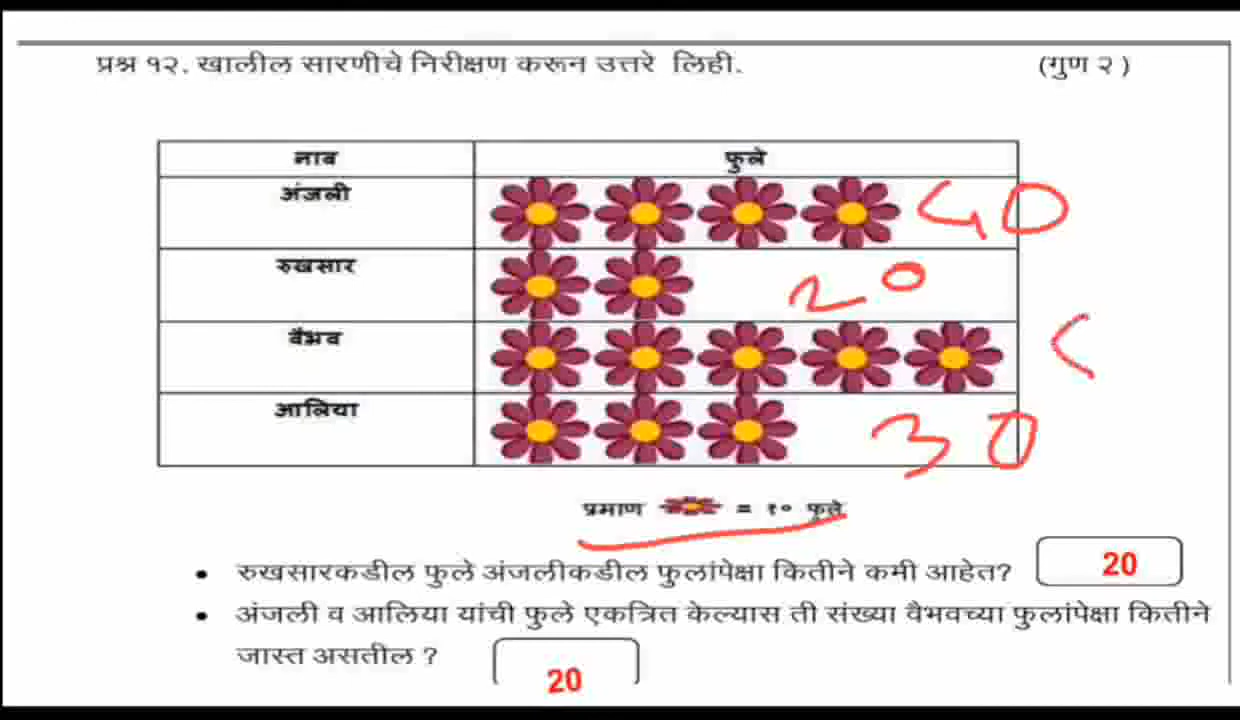 प्रश्न १२. खालील सारणीचे निरीक्षण करून उत्तरे लिही. (गुण २ )
नाव फुले
अंजली 40
रुखसार 20
वैभव
आलिया 30
प्रमाण = १० फुले
• रुखसारकडील फुले अंजलीकडील फुलांपेक्षा कितीने कमी आहेत? 20
• अंजली व आलिया यांची फुले एकत्रित केल्यास ती संख्या वैभवच्या फुलांपेक्षा कितीने
जास्त असतील ? 20